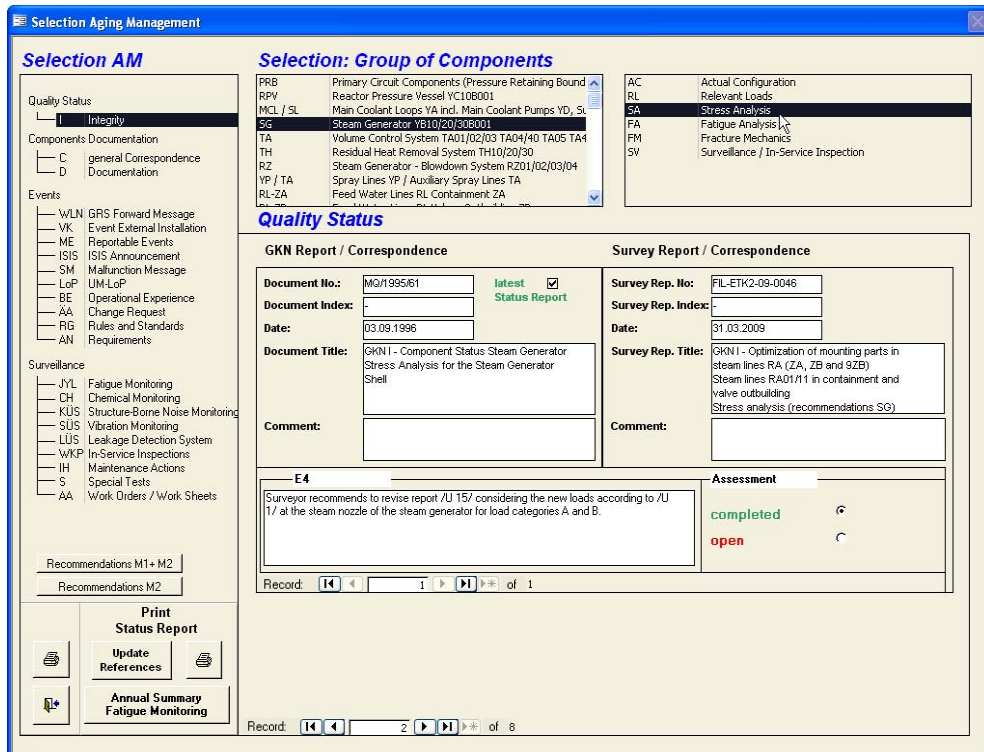 Selection Aging Management
Selection AM
Quality Status
I Integrity
Components Documentation
C general Correspondence
D Documentation
Events
WLN GRS Forward Message
VK Event External Installation
ME Reportable Events
ISIS ISIS Announcement
SM Malfunction Message
LoP UM-LoP
BE Operational Experience
ÄA Change Request
RG Rules and Standards
AN Requirements
Surveillance
JYL Fatigue Monitoring
CH Chemical Monitoring
KÜS Structure-Borne Noise Monitoring
SÜS Vibration Monitoring
LÜS Leakage Detection System
WKP In-Service Inspections
IH Maintenance Actions
S Special Tests
AA Work Orders / Work Sheets
Recommendations M1+ M2
Recommendations M2
Print
Status Report
Update
References
Annual Summary
Fatigue Monitoring
Selection: Group of Components
PRB Primary Circuit Components (Pressure Retaining Bound
RPV Reactor Pressure Vessel YC10B001
MCL / SL Main Coolant Loops YA incl. Main Coolant Pumps YD, Su
SG Steam Generator YB10/20/30B001
TA Volume Control System TA01/02/03 TA04/40 TA05 TA4
TH Residual Heat Removal System TH10/20/30
RZ Steam Generator - Blowdown System RZ01/02/03/04
YP / TA Spray Lines YP / Auxiliary Spray Lines TA
RL-ZA Feed Water Lines RL Containment ZA
AC Actual Configuration
RL Relevant Loads
SA Stress Analysis
FA Fatigue Analysis
FM Fracture Mechanics
SV Surveillance / In-Service Inspection
Quality Status
GKN Report / Correspondence
Document No.: MQ/1995/61
latest
Status Report
Document Index: -
Date: 03.09.1996
Document Title: GKN I - Component Status Steam Generator
Stress Analysis for the Steam Generator
Shell
Comment:
Survey Report / Correspondence
Survey Rep. No: FIL-ETK2-09-0046
Survey Rep. Index: -
Date: 31.03.2009
Survey Rep. Title: GKN I - Optimization of mounting parts in
steam lines RA (ZA, ZB and 9ZB)
Steam lines RA01/11 in containment and
valve outbuilding
Stress analysis (recommendations SG)
Comment:
E4
Surveyor recommends to revise report /U 15/ considering the new loads according to /U
1/ at the steam nozzle of the steam generator for load categories A and B.
Assessment
completed
open
Record: 1 of 1
Record: 2 of 8